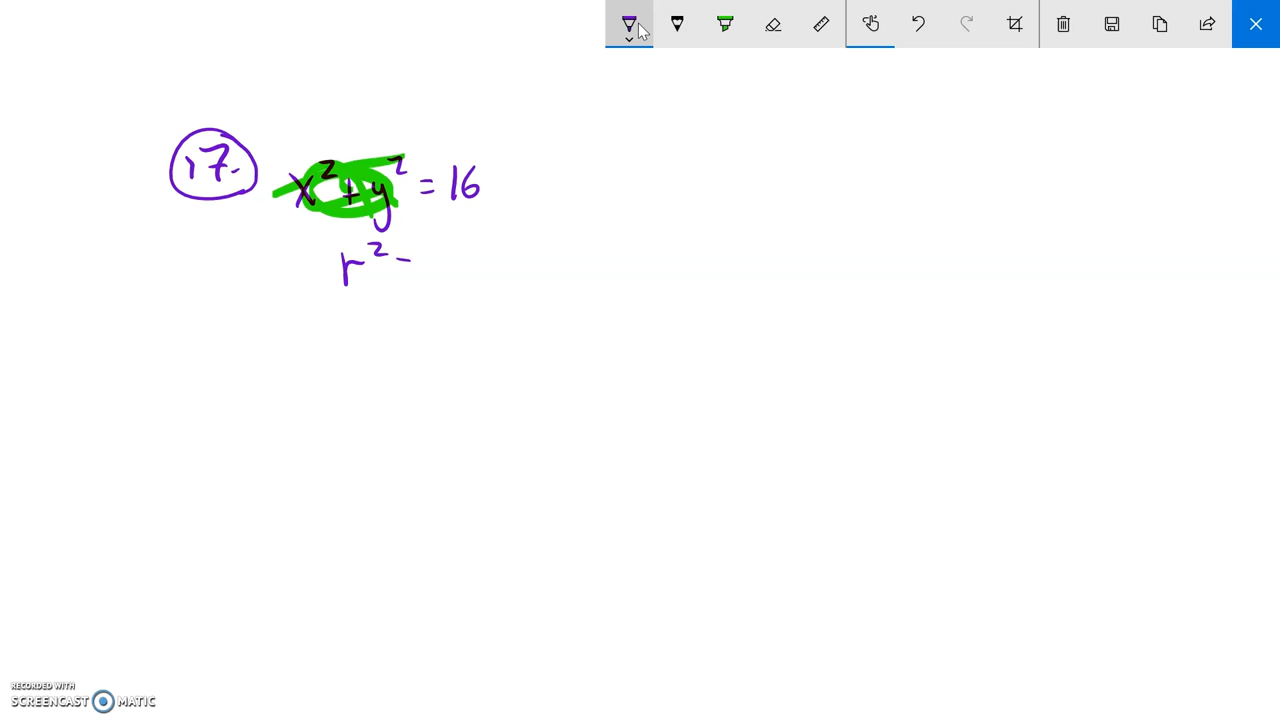 17.
x² + y² = 16
r² -
RECORDED WITH
SCREENCAST MATIC